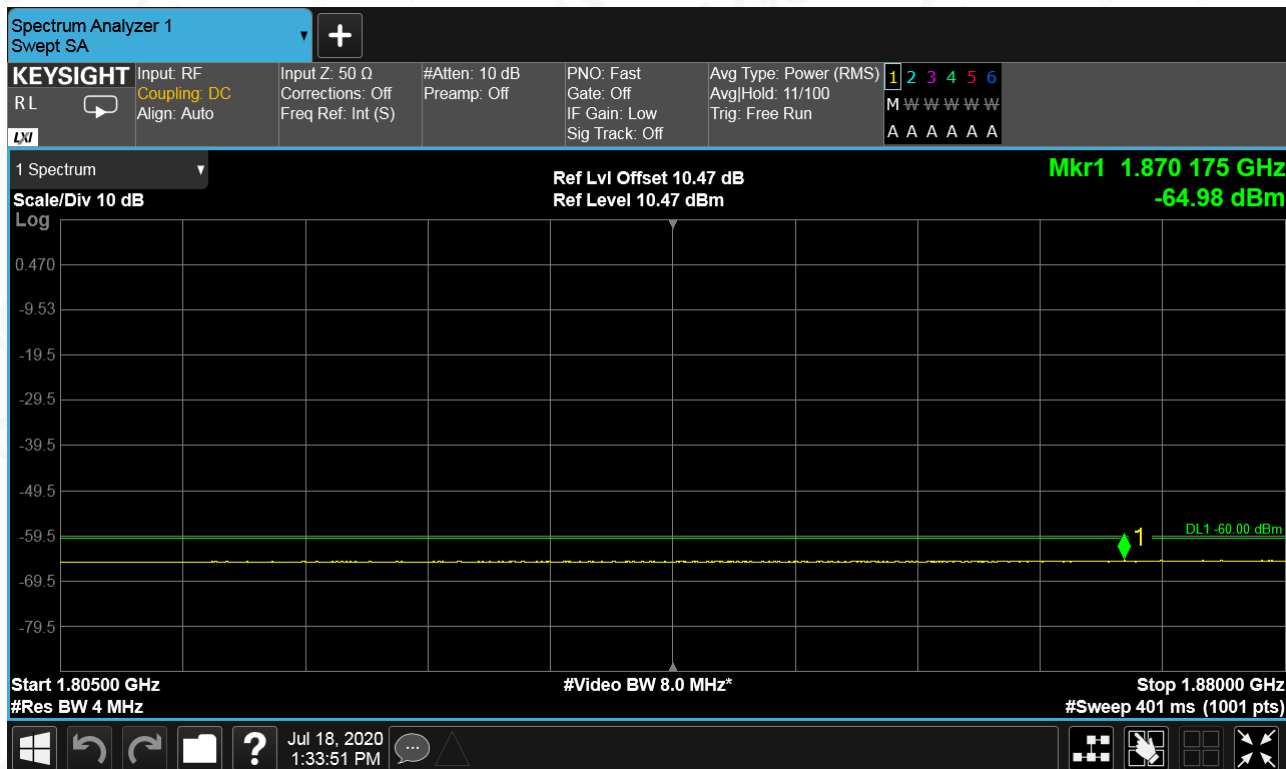 Spectrum Analyzer 1
Swept SA
KEYSIGHT
R L
LXI
Input: RF
Coupling: DC
Align: Auto
Input Z: 50 Ω
Corrections: Off
Freq Ref: Int (S)
#Atten: 10 dB
Preamp: Off
PNO: Fast
Gate: Off
IF Gain: Low
Sig Track: Off
Avg Type: Power (RMS)
Avg|Hold: 11/100
Trig: Free Run
1 2 3 4 5 6
M W W W W W
A A A A A A
1 Spectrum
Scale/Div 10 dB
Ref Lvl Offset 10.47 dB
Ref Level 10.47 dBm
Mkr1 1.870 175 GHz
-64.98 dBm
Log
0.470
-9.53
-19.5
-29.5
-39.5
-49.5
-59.5
-69.5
-79.5
1
DL1 -60.00 dBm
Start 1.80500 GHz
#Res BW 4 MHz
#Video BW 8.0 MHz*
Stop 1.88000 GHz
#Sweep 401 ms (1001 pts)
?
Jul 18, 2020
1:33:51 PM